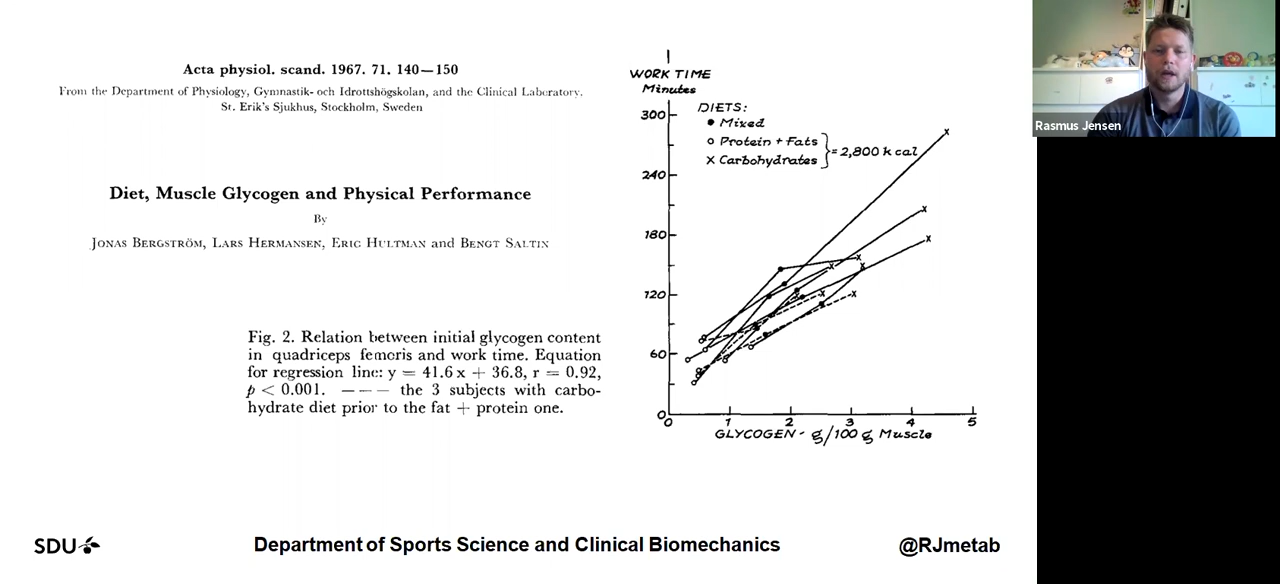 Acta physiol. scand. 1967. 71. 140—150
From the Department of Physiology, Gymnastik- och Idrottshögskolan, and the Clinical Laboratory,
St. Erik's Sjukhus, Stockholm, Sweden
Diet, Muscle Glycogen and Physical Performance
By
JONAS BERGSTRÖM, LARS HERMANSEN, ERIC HULTMAN and BENGT SALTIN
Fig. 2. Relation between initial glycogen content
in quadriceps femoris and work time. Equation
for regression line: y = 41.6 x + 36.8, r = 0.92,
p < 0.001. — — — the 3 subjects with carbo-
hydrate diet prior to the fat + protein one.
WORK TIME
Minutes
300
240
180
120
60
0
DIETS:
● Mixed
o Protein + Fats
x Carbohydrates
= 2,800 k cal
0 1 2 3 4 5
GLYCOGEN - g/100 g Muscle
Rasmus Jensen
SDU
Department of Sports Science and Clinical Biomechanics
@RJmetab